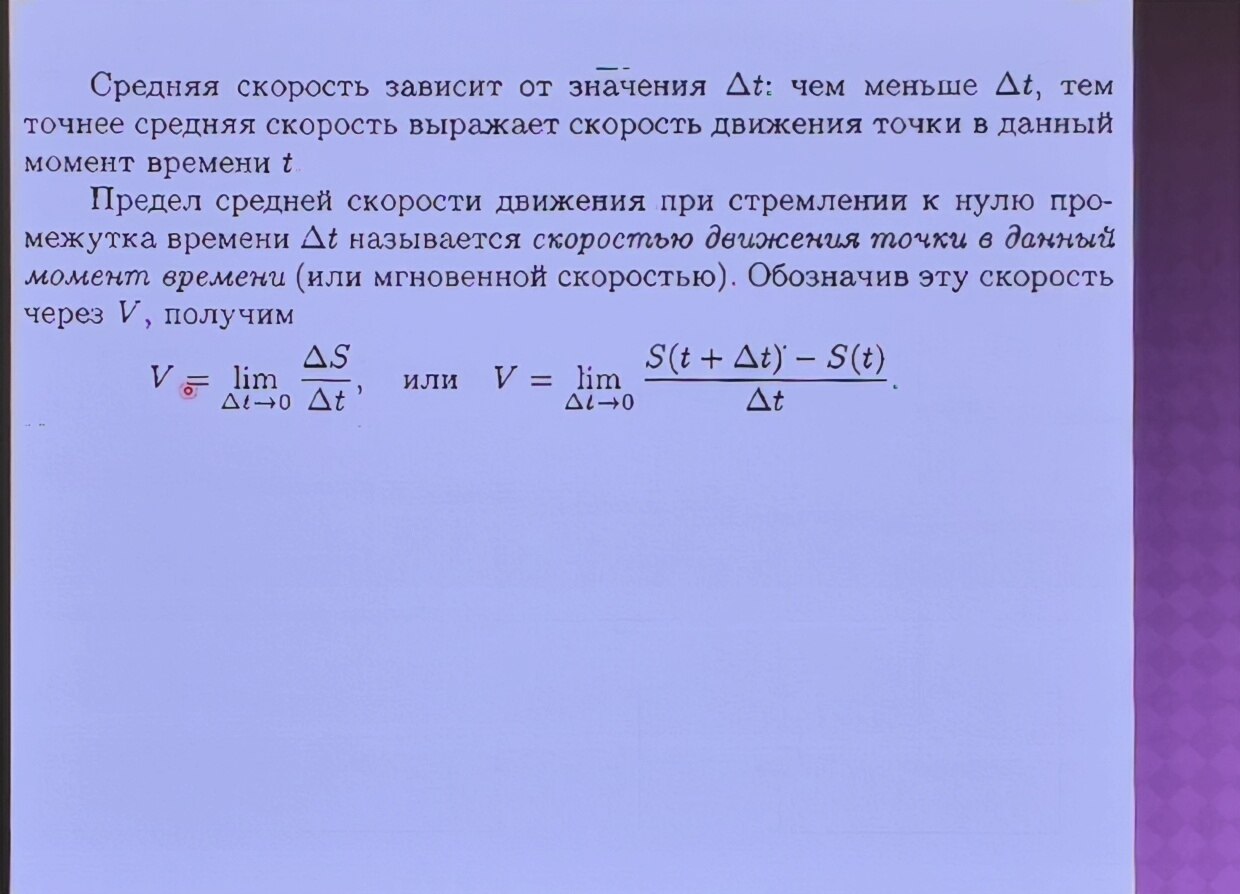 Средняя скорость зависит от значения Δt: чем меньше Δt, тем
точнее средняя скорость выражает скорость движения точки в данный
момент времени t
Предел средней скорости движения при стремлении к нулю про-
межутка времени Δt называется скоростью движения точки в данный
момент времени (или мгновенной скоростью). Обозначив эту скорость
через V, получим
V = lim_{Δt→0} ΔS/Δt, или V = lim_{Δt→0} (S(t + Δt) − S(t))/Δt.